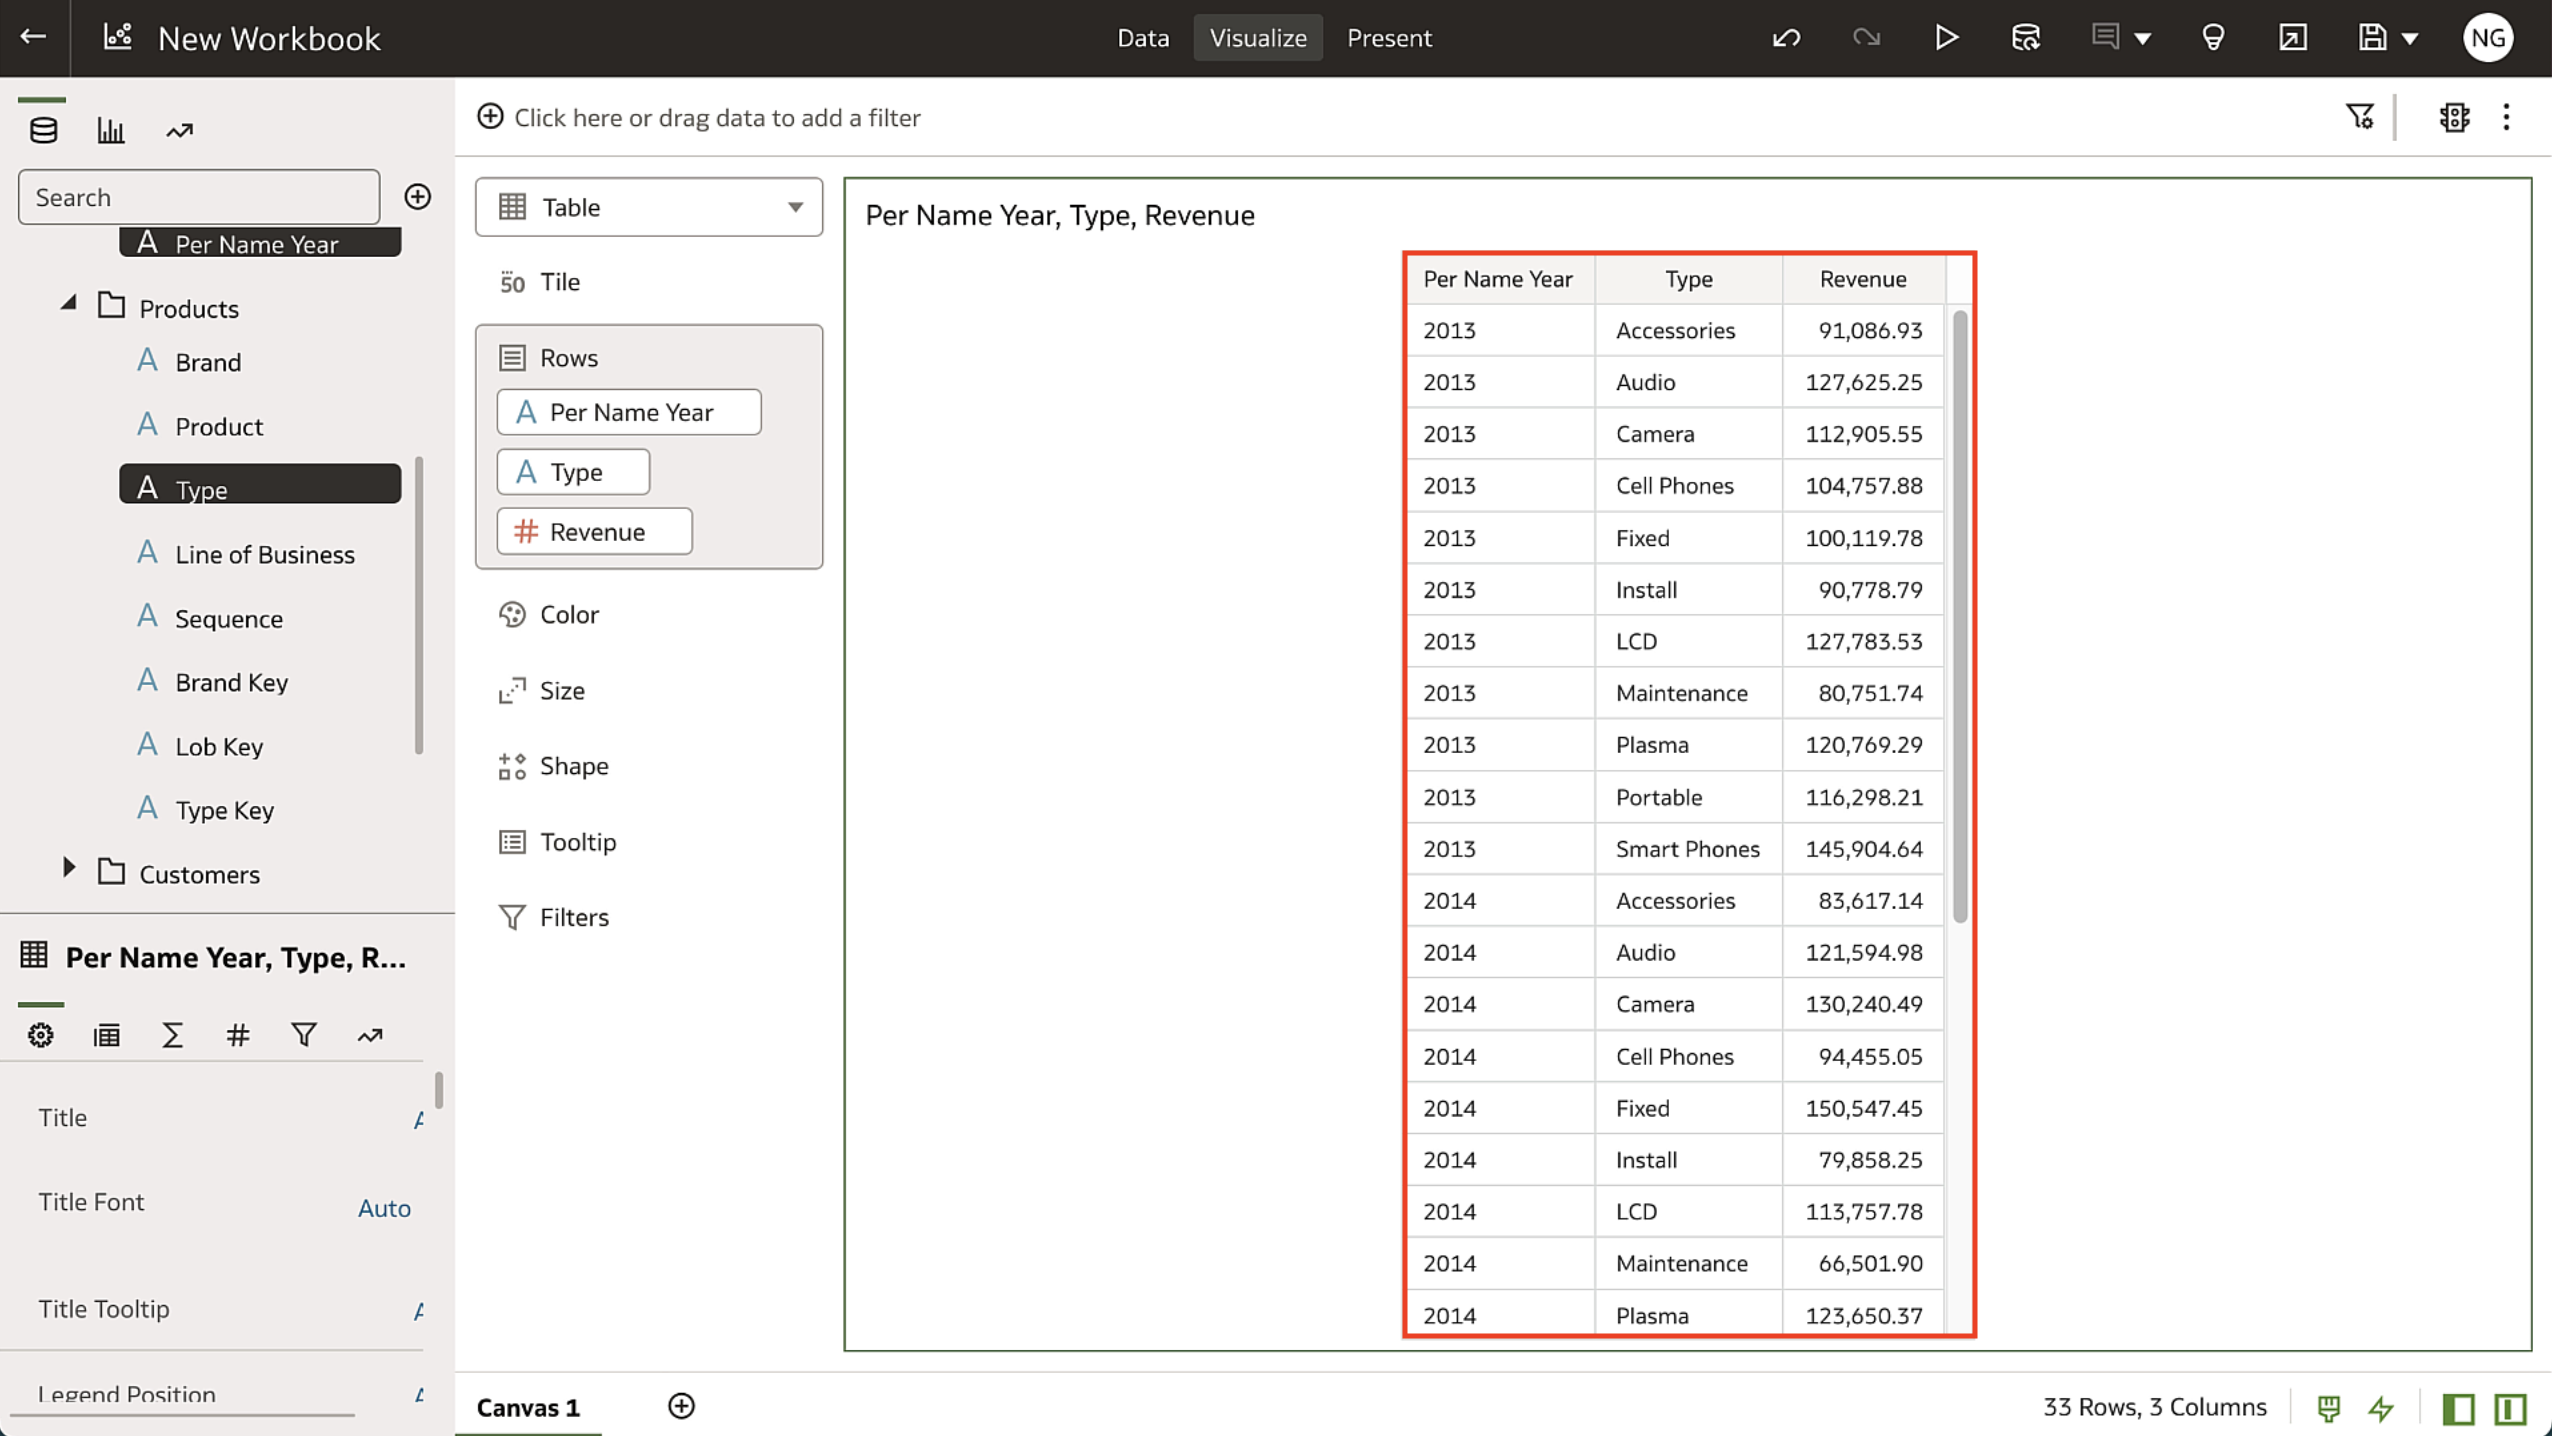 New Workbook
Data Visualize Present
NG
Click here or drag data to add a filter
Search
Per Name Year
Products
A Brand
A Product
A Type
A Line of Business
A Sequence
A Brand Key
A Lob Key
A Type Key
Customers
Per Name Year, Type, R...
Title
Title Font Auto
Title Tooltip
Legend Position
Table
50 Tile
Rows
A Per Name Year
A Type
# Revenue
Color
Size
Shape
Tooltip
Filters
Per Name Year, Type, Revenue
Per Name Year Type Revenue
2013 Accessories 91,086.93
2013 Audio 127,625.25
2013 Camera 112,905.55
2013 Cell Phones 104,757.88
2013 Fixed 100,119.78
2013 Install 90,778.79
2013 LCD 127,783.53
2013 Maintenance 80,751.74
2013 Plasma 120,769.29
2013 Portable 116,298.21
2013 Smart Phones 145,904.64
2014 Accessories 83,617.14
2014 Audio 121,594.98
2014 Camera 130,240.49
2014 Cell Phones 94,455.05
2014 Fixed 150,547.45
2014 Install 79,858.25
2014 LCD 113,757.78
2014 Maintenance 66,501.90
2014 Plasma 123,650.37
Canvas 1
33 Rows, 3 Columns